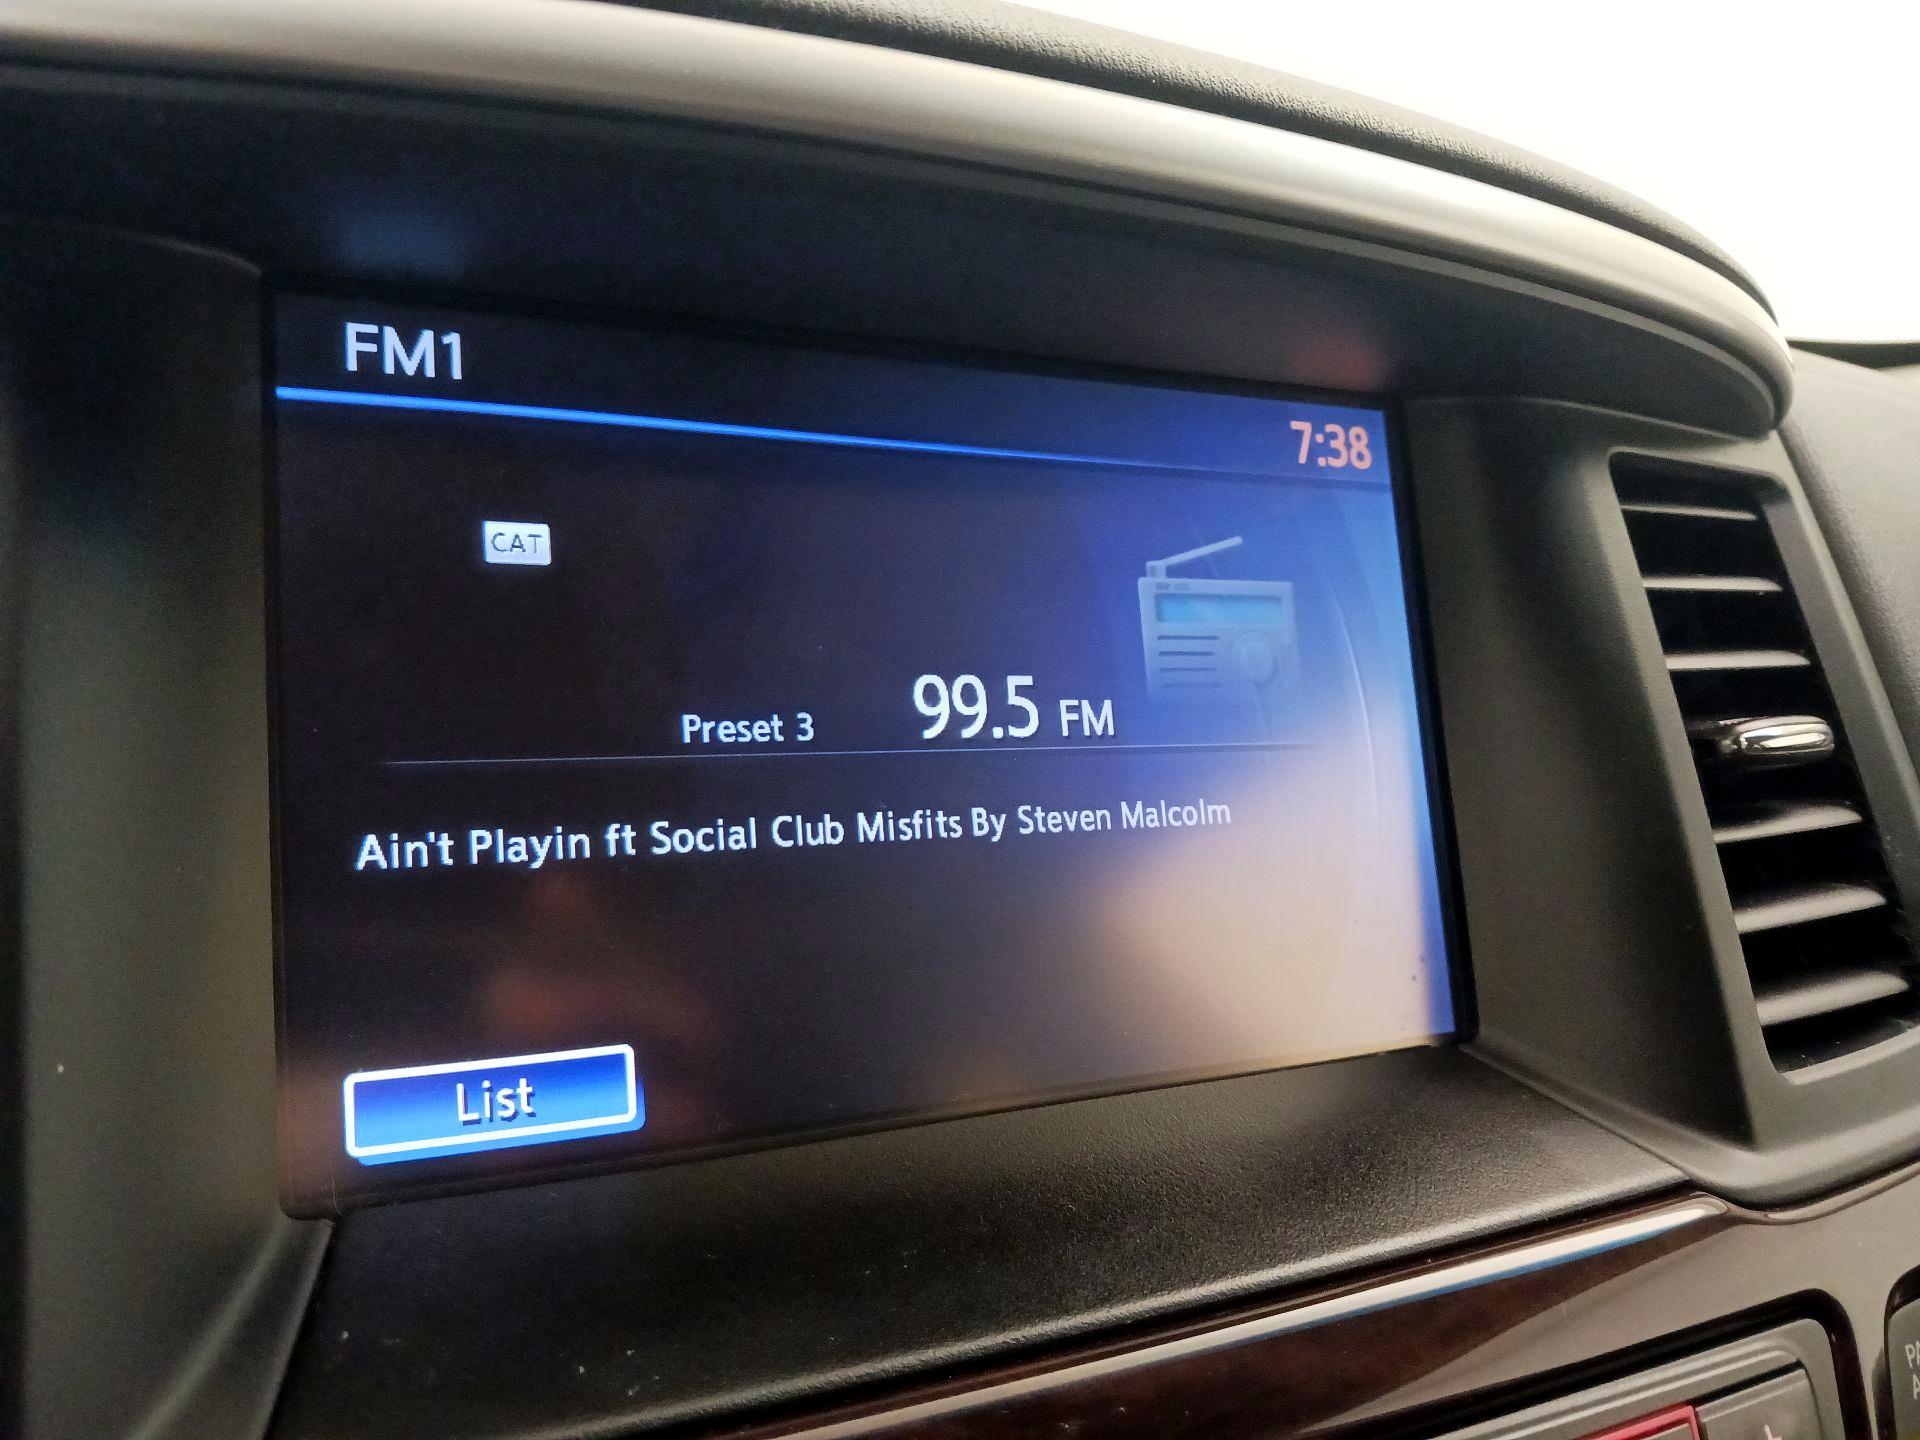 FM1
7:38
CAT
Preset 3 99.5 FM
Ain't Playin ft Social Club Misfits By Steven Malcolm
List